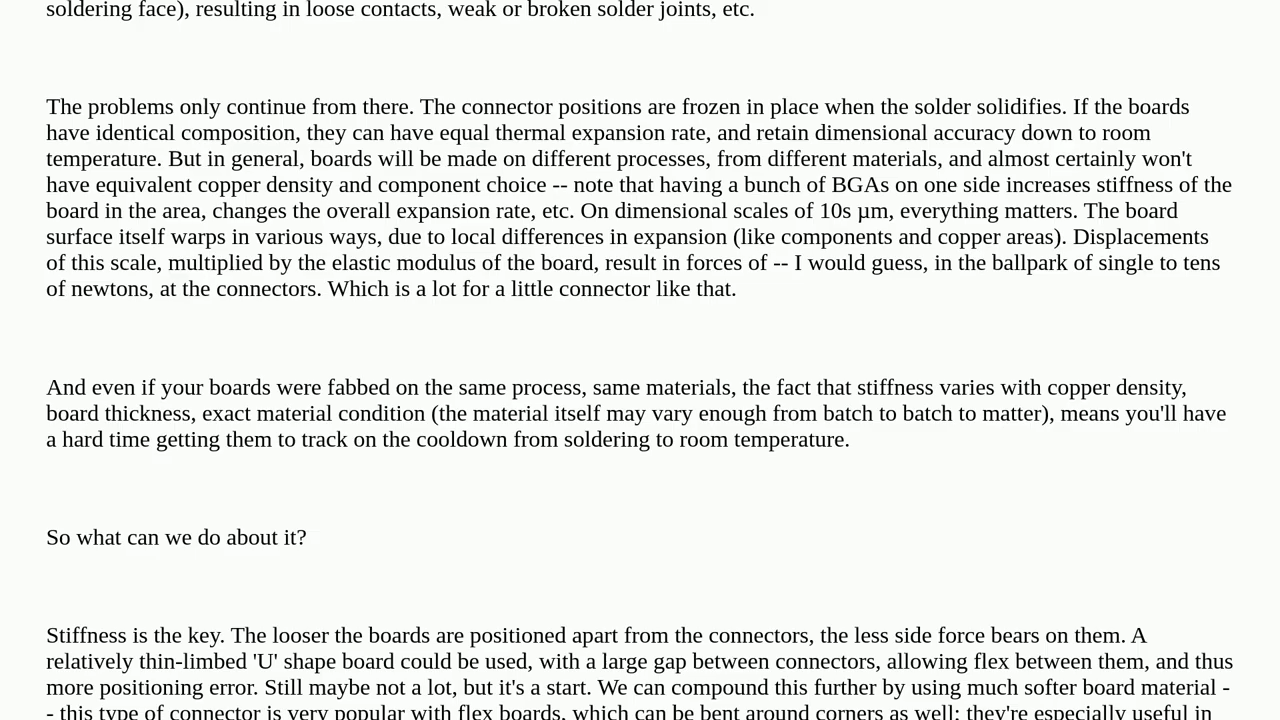 soldering face), resulting in loose contacts, weak or broken solder joints, etc.
The problems only continue from there. The connector positions are frozen in place when the solder solidifies. If the boards
have identical composition, they can have equal thermal expansion rate, and retain dimensional accuracy down to room
temperature. But in general, boards will be made on different processes, from different materials, and almost certainly won't
have equivalent copper density and component choice -- note that having a bunch of BGAs on one side increases stiffness of the
board in the area, changes the overall expansion rate, etc. On dimensional scales of 10s µm, everything matters. The board
surface itself warps in various ways, due to local differences in expansion (like components and copper areas). Displacements
of this scale, multiplied by the elastic modulus of the board, result in forces of -- I would guess, in the ballpark of single to tens
of newtons, at the connectors. Which is a lot for a little connector like that.
And even if your boards were fabbed on the same process, same materials, the fact that stiffness varies with copper density,
board thickness, exact material condition (the material itself may vary enough from batch to batch to matter), means you'll have
a hard time getting them to track on the cooldown from soldering to room temperature.
So what can we do about it?
Stiffness is the key. The looser the boards are positioned apart from the connectors, the less side force bears on them. A
relatively thin-limbed 'U' shape board could be used, with a large gap between connectors, allowing flex between them, and thus
more positioning error. Still maybe not a lot, but it's a start. We can compound this further by using much softer board material -
- this type of connector is very popular with flex boards, which can be bent around corners as well; they're especially useful in